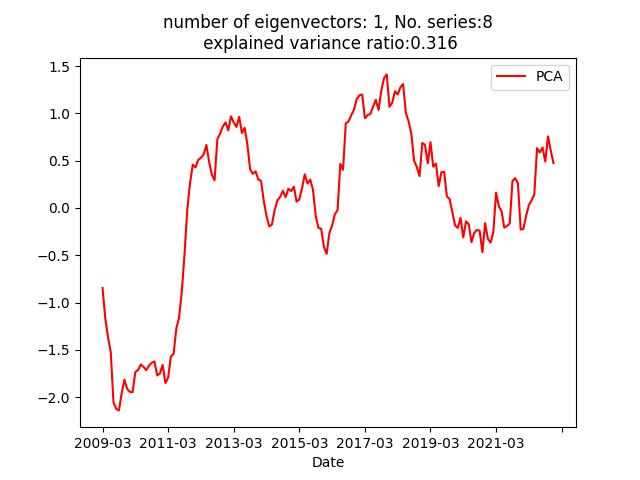 number of eigenvectors: 1, No. series:8
explained variance ratio:0.316
PCA
1.5
1.0
0.5
0.0
−0.5
−1.0
−1.5
−2.0
2009-03 2011-03 2013-03 2015-03 2017-03 2019-03 2021-03
Date